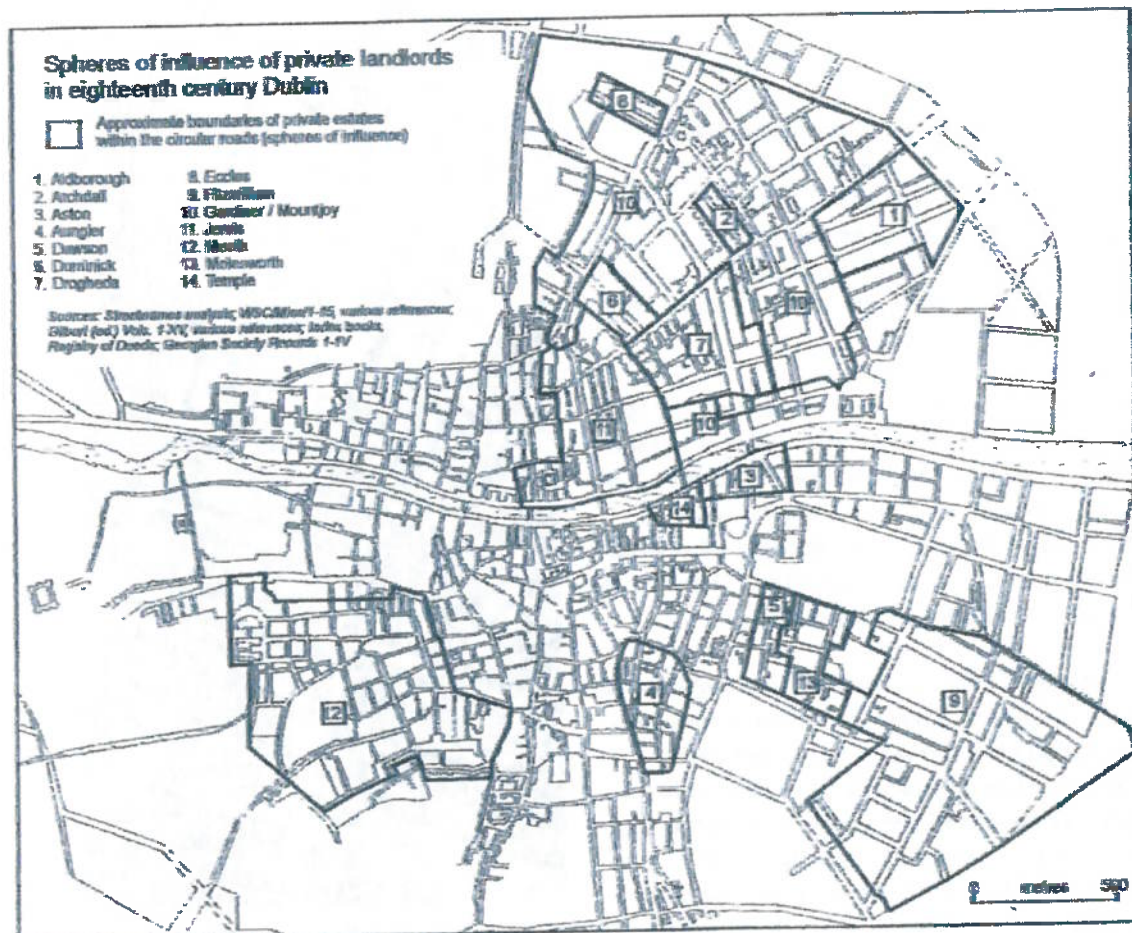 Spheres of influence of private landlords
in eighteenth century Dublin
Approximate boundaries of private estates
within the circular roads (spheres of influence)
1. Aldborough
2. Archdall
3. Aston
4. Aungier
5. Dawson
6. Dominick
7. Drogheda
8. Eccles
9. Fitzwilliam
10. Gardiner / Mountjoy
11. Jervis
12. Meath
13. Molesworth
14. Temple
Sources: Streetnames analysis; various references;
Gilbert (ed.) Vols. 1-XV, various references; Index books,
Registry of Deeds; Georgian Society Records 1-1V
8
1
10
2
6
10
7
11
10
3
14
5
4
13
9
12
0 metres 500